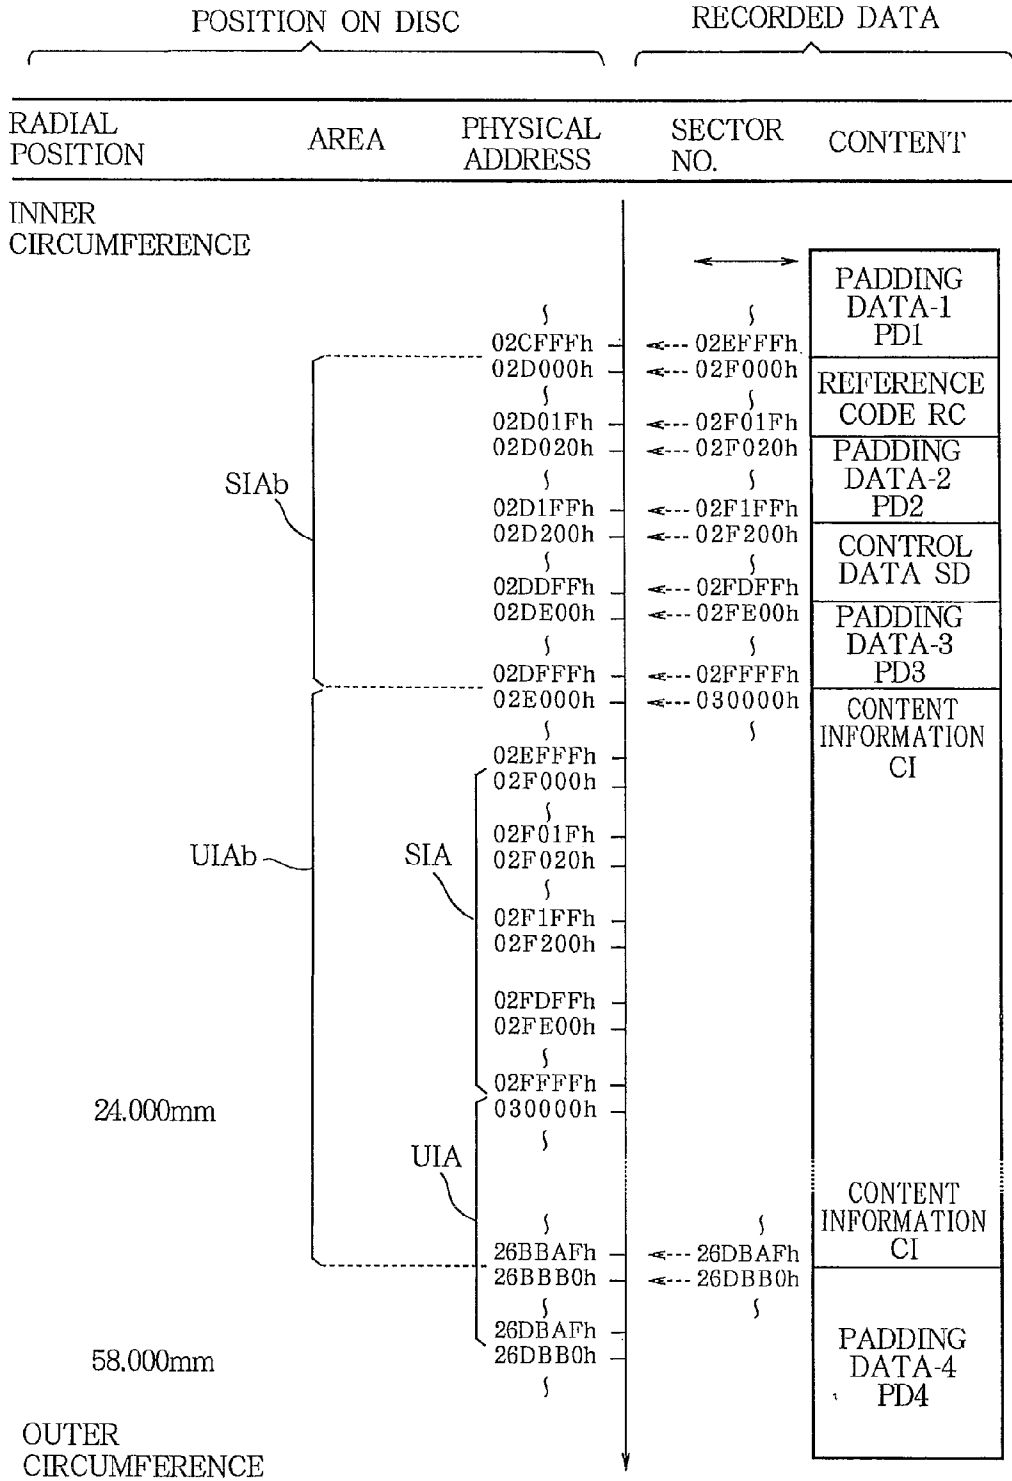 POSITION ON DISC
RECORDED DATA
RADIAL
POSITION
AREA
PHYSICAL
ADDRESS
SECTOR
NO.
CONTENT
INNER
CIRCUMFERENCE
PADDING
DATA-1
PD1
02CFFFh
02EFFFh
02D000h
02F000h
REFERENCE
CODE RC
02D01Fh
02F01Fh
02D020h
02F020h
PADDING
DATA-2
PD2
SIAb
02D1FFh
02F1FFh
02D200h
02F200h
CONTROL
DATA SD
02DDFFh
02FDFFh
02DE00h
02FE00h
PADDING
DATA-3
PD3
02DFFFh
02FFFFh
02E000h
030000h
CONTENT
INFORMATION
CI
02EFFFh
02F000h
02F01Fh
02F020h
UIAb
SIA
02F1FFh
02F200h
02FDFFh
02FE00h
02FFFFh
24.000mm
030000h
UIA
CONTENT
INFORMATION
CI
26BBAFh
26DBAFh
26BBB0h
26DBB0h
26DBAFh
58.000mm
26DBB0h
PADDING
DATA-4
PD4
OUTER
CIRCUMFERENCE